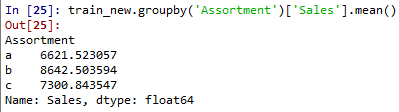 In [25]: train_new.groupby('Assortment')['Sales'].mean()
Out[25]:
Assortment
a    6621.523057
b    8642.503594
c    7300.843547
Name: Sales, dtype: float64